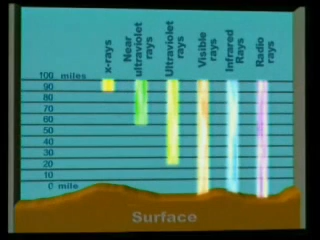 x-rays
Near
ultraviolet
rays
Ultraviolet
rays
Visible
rays
Infrared
Rays
Radio
rays
100 miles
90
80
70
60
50
40
30
20
10
0 mile
Surface